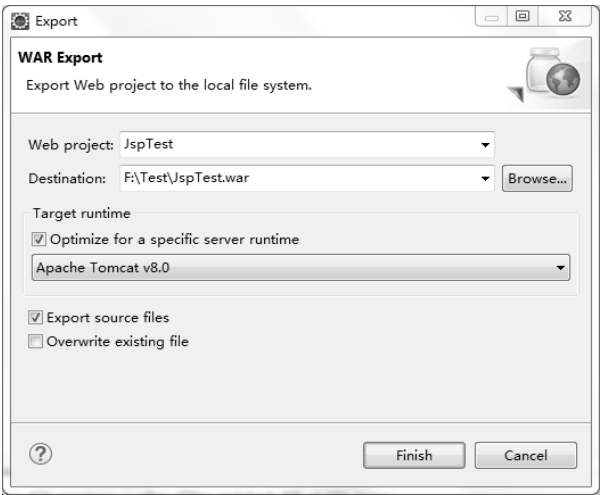 Export
WAR Export
Export Web project to the local file system.
Web project: JspTest
Destination: F:\Test\JspTest.war Browse...
Target runtime
Optimize for a specific server runtime
Apache Tomcat v8.0
Export source files
Overwrite existing file
? Finish Cancel